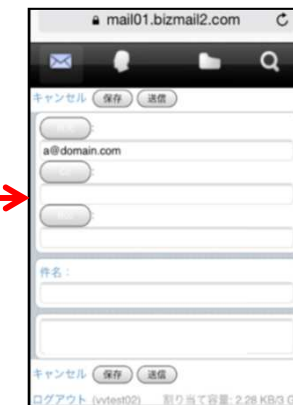 mail01.bizmail2.com
キャンセル 保存 送信
:
a@domain.com
:
:
件名 :
キャンセル 保存 送信
ログアウト (vvtest02) 割り当て容量: 2.28 KB/3 G